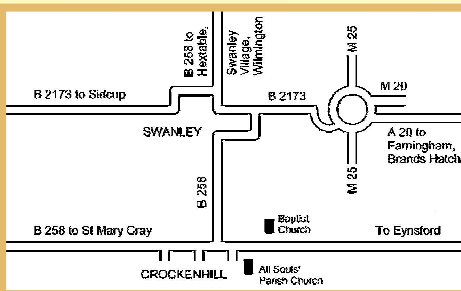 B 258 to
Hextable,
Swanley
Village,
Wilmington
M 25
M 20
B 2173 to Sidcup
B 2173
SWANLEY
A 20 to
Farningham,
Brands Hatch
M 25
B 258
B 258 to St Mary Cray
Baptist
Church
To Eynsford
CROCKENHILL
All Souls'
Parish Church